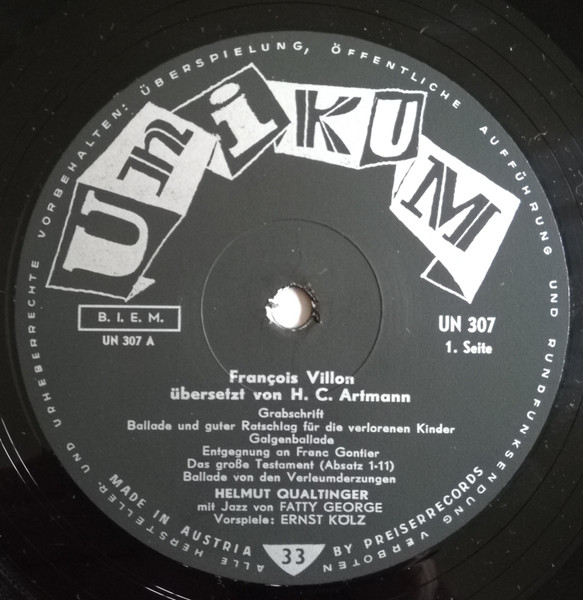 UniKUM
B. I. E. M.
UN 307 A
UN 307
1. Seite
François Villon
übersetzt von H. C. Artmann
Grabschrift
Ballade und guter Ratschlag für die verlorenen Kinder
Galgenballade
Entgegnung an Franc Gontier
Das große Testament (Absatz 1-11)
Ballade von den Verleumderzungen
HELMUT QUALTINGER
mit Jazz von FATTY GEORGE
Vorspiele: ERNST KÖLZ
MADE IN AUSTRIA
33
BY PREISERRECORDS
ALLE HERSTELLER- UND URHEBERRECHTE VORBEHALTEN: ÜBERSPIELUNG, ÖFFENTLICHE AUFFÜHRUNG UND RUNDFUNKSENDUNG VERBOTEN